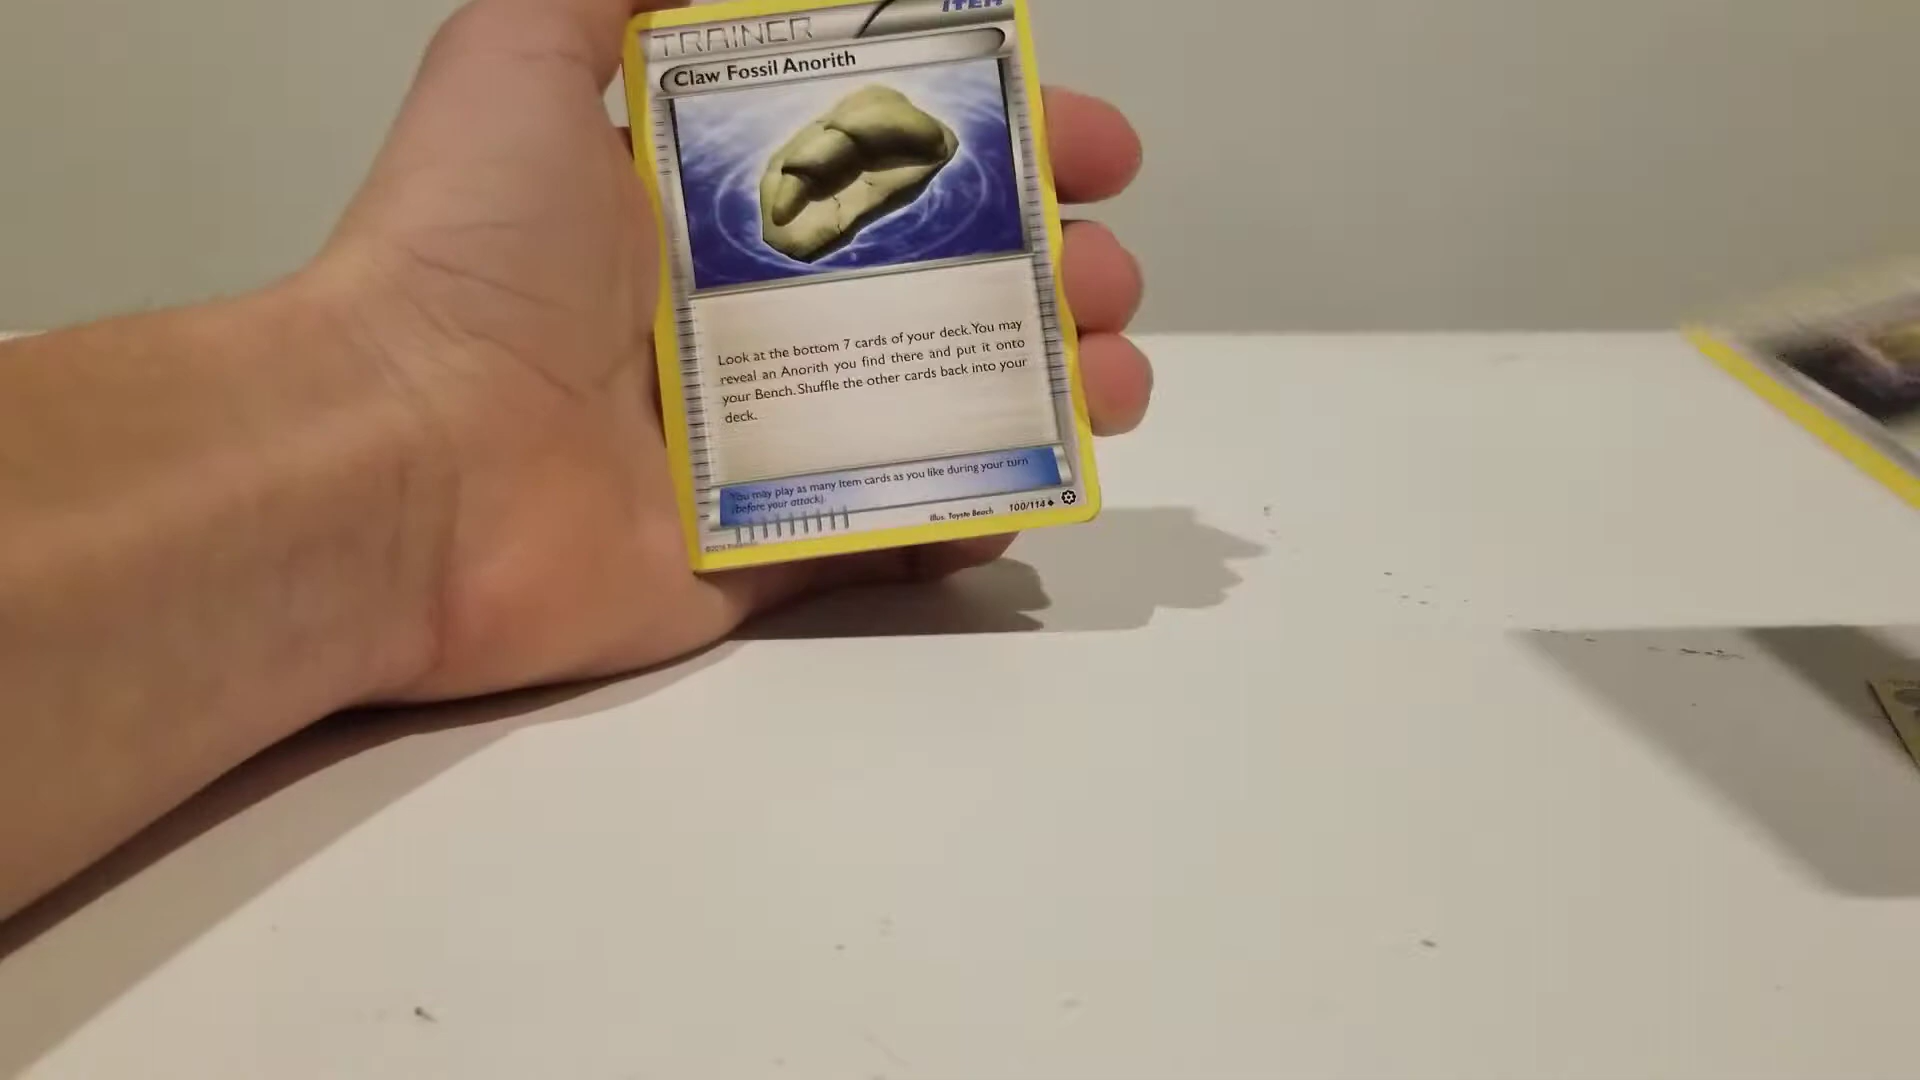 ITEM
TRAINER
Claw Fossil Anorith
Look at the bottom 7 cards of your deck. You may
reveal an Anorith you find there and put it onto
your Bench. Shuffle the other cards back into your
deck.
You may play as many Item cards as you like during your turn
(before your attack).
Illus. Toyste Beach 100/114
©2016